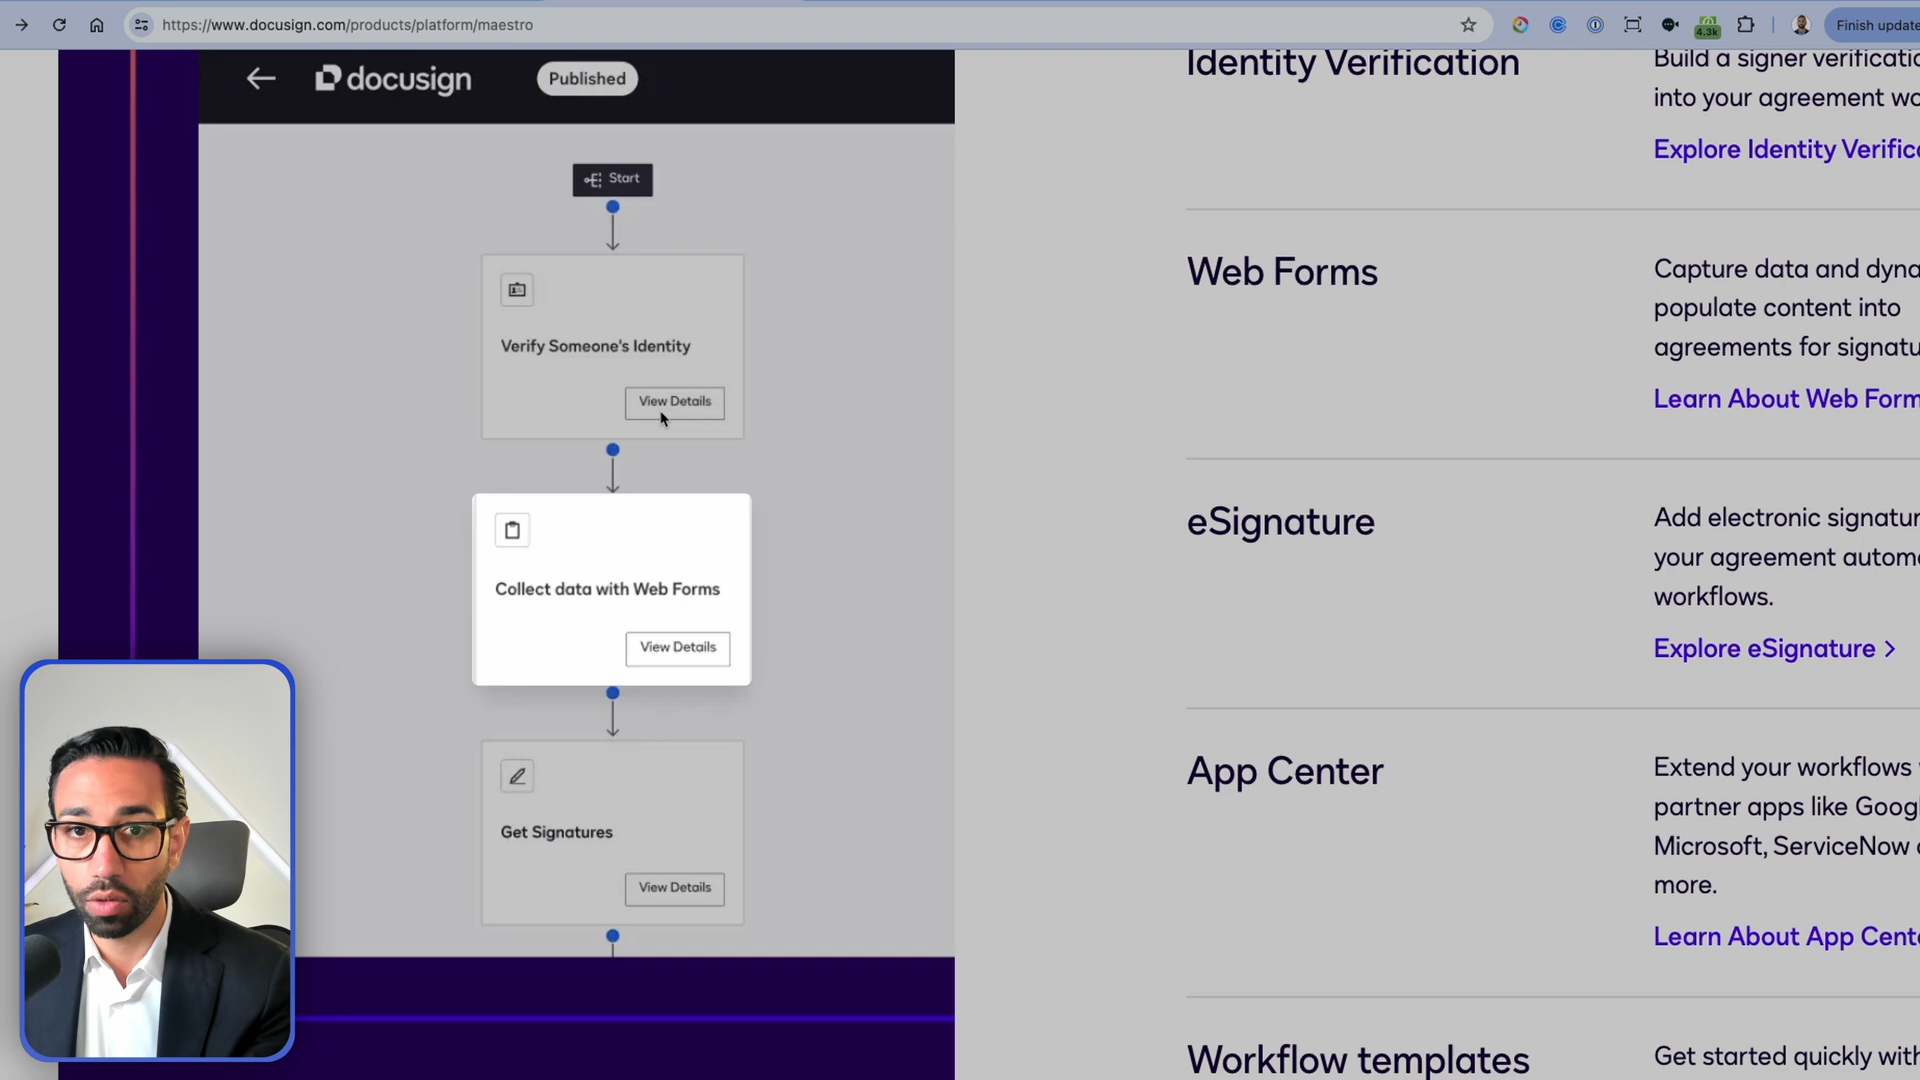 https://www.docusign.com/products/platform/maestro
4.3k
Finish update
docusign
Published
Start
Verify Someone's Identity
View Details
Collect data with Web Forms
View Details
Get Signatures
View Details
Identity Verification
Build a signer verificatio
into your agreement wo
Explore Identity Verifica
Web Forms
Capture data and dyna
populate content into
agreements for signatu
Learn About Web Form
eSignature
Add electronic signatur
your agreement autom
workflows.
Explore eSignature >
App Center
Extend your workflows
partner apps like Goog
Microsoft, ServiceNow
more.
Learn About App Cent
Workflow templates
Get started quickly with